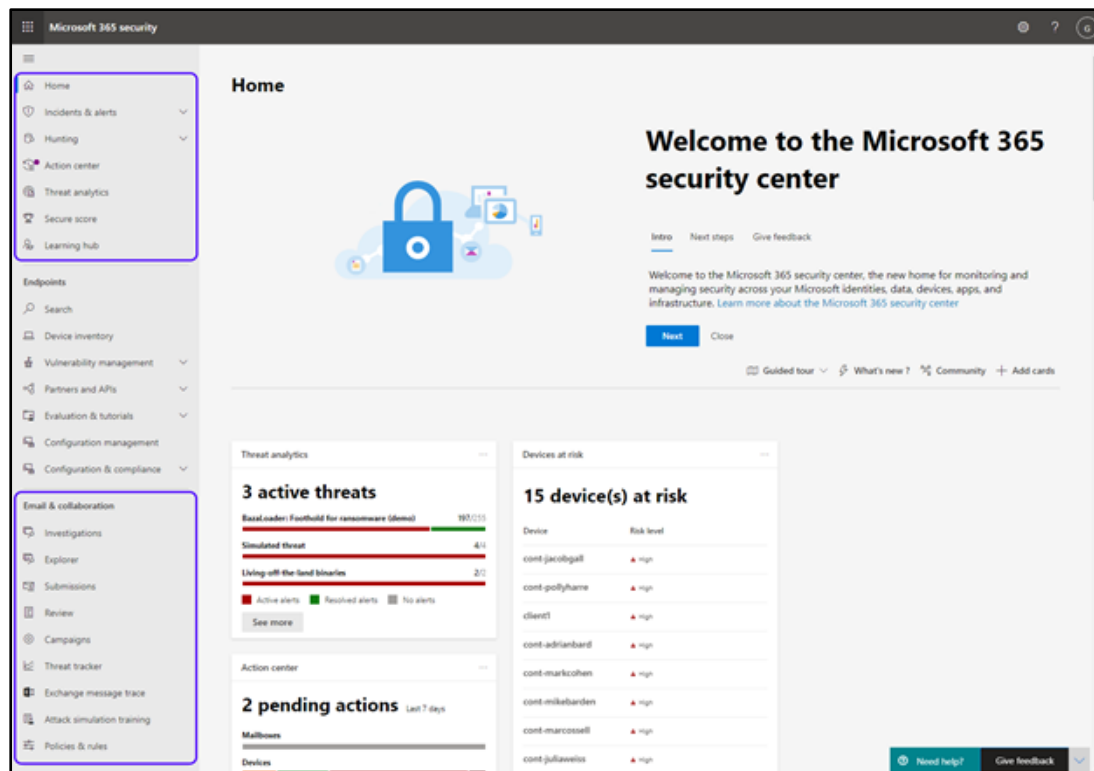 Microsoft 365 security
?
G
Home
Incidents & alerts
Hunting
Action center
Threat analytics
Secure score
Learning hub
Endpoints
Search
Device inventory
Vulnerability management
Partners and APIs
Evaluation & tutorials
Configuration management
Configuration & compliance
Email & collaboration
Investigations
Explorer
Submissions
Review
Campaigns
Threat tracker
Exchange message trace
Attack simulation training
Policies & rules
Home
Welcome to the Microsoft 365
security center
Intro Next steps Give feedback
Welcome to the Microsoft 365 security center, the new home for monitoring and
managing security across your Microsoft identities, data, devices, apps, and
infrastructure. Learn more about the Microsoft 365 security center
Next Close
Guided tour What's new ? Community Add cards
Threat analytics
3 active threats
BazaLoader: Foothold for ransomware (demo)
Simulated threat 4/4
Living-off-the-land binaries
Active alerts Resolved alerts No alerts
See more
Action center
2 pending actions Last 7 days
Mailboxes
Devices
Devices at risk
15 device(s) at risk
Device Risk level
cont-jacobgall High
cont-pollyharre High
client1 High
cont-adrianbard High
cont-markcohen High
cont-mikebarden High
cont-marcossell High
cont-juliaweiss High
Need help? Give feedback